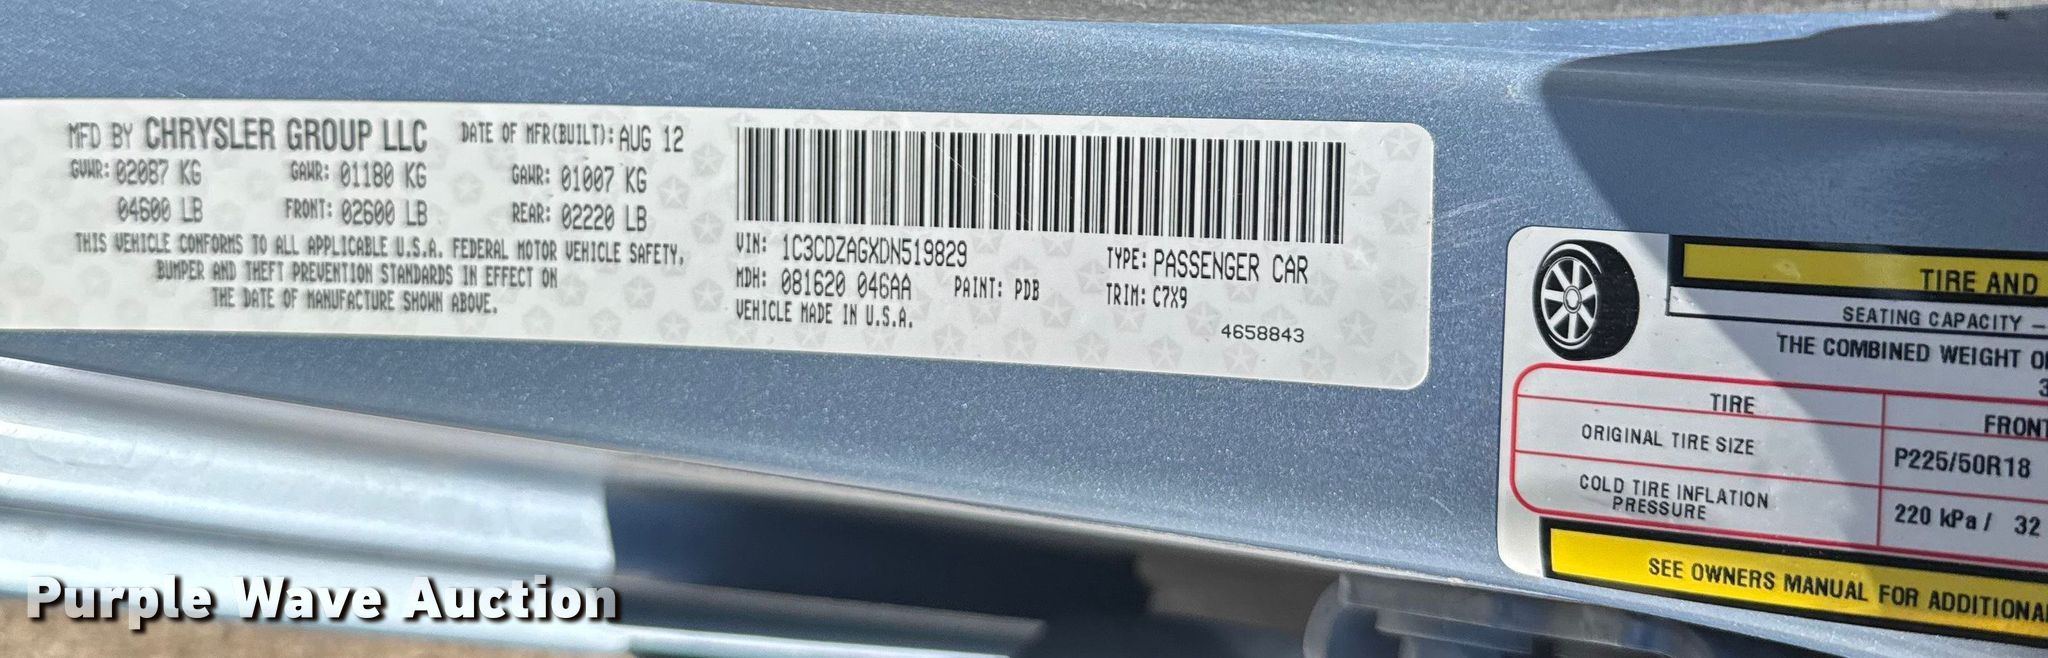 MFD BY CHRYSLER GROUP LLC DATE OF MFR(BUILT): AUG 12
GVWR: 02087 KG GAWR: 01180 KG GAWR: 01007 KG
04600 LB FRONT: 02600 LB REAR: 02220 LB
THIS VEHICLE CONFORMS TO ALL APPLICABLE U.S.A. FEDERAL MOTOR VEHICLE SAFETY,
BUMPER AND THEFT PREVENTION STANDARDS IN EFFECT ON
THE DATE OF MANUFACTURE SHOWN ABOVE.
VIN: 1C3CDZAGXDN519829 TYPE: PASSENGER CAR
MDH: 081620 046AA PAINT: PDB TRIM: C7X9
VEHICLE MADE IN U.S.A.
4658843
TIRE AND
SEATING CAPACITY –
THE COMBINED WEIGHT O
3
TIRE FRONT
ORIGINAL TIRE SIZE P225/50R18
COLD TIRE INFLATION
PRESSURE 220 kPa / 32
SEE OWNERS MANUAL FOR ADDITIONA
Purple Wave Auction